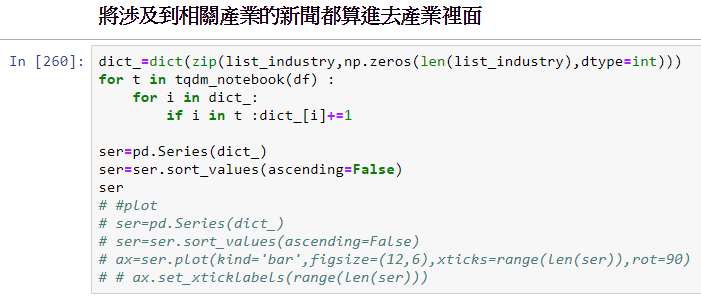 將涉及到相關產業的新聞都算進去產業裡面
In [260]: dict_=dict(zip(list_industry,np.zeros(len(list_industry),dtype=int)))
for t in tqdm_notebook(df) :
    for i in dict_:
        if i in t :dict_[i]+=1

ser=pd.Series(dict_)
ser=ser.sort_values(ascending=False)
ser
# #plot
# ser=pd.Series(dict_)
# ser=ser.sort_values(ascending=False)
# ax=ser.plot(kind='bar',figsize=(12,6),xticks=range(len(ser)),rot=90)
# # ax.set_xticklabels(range(len(ser)))